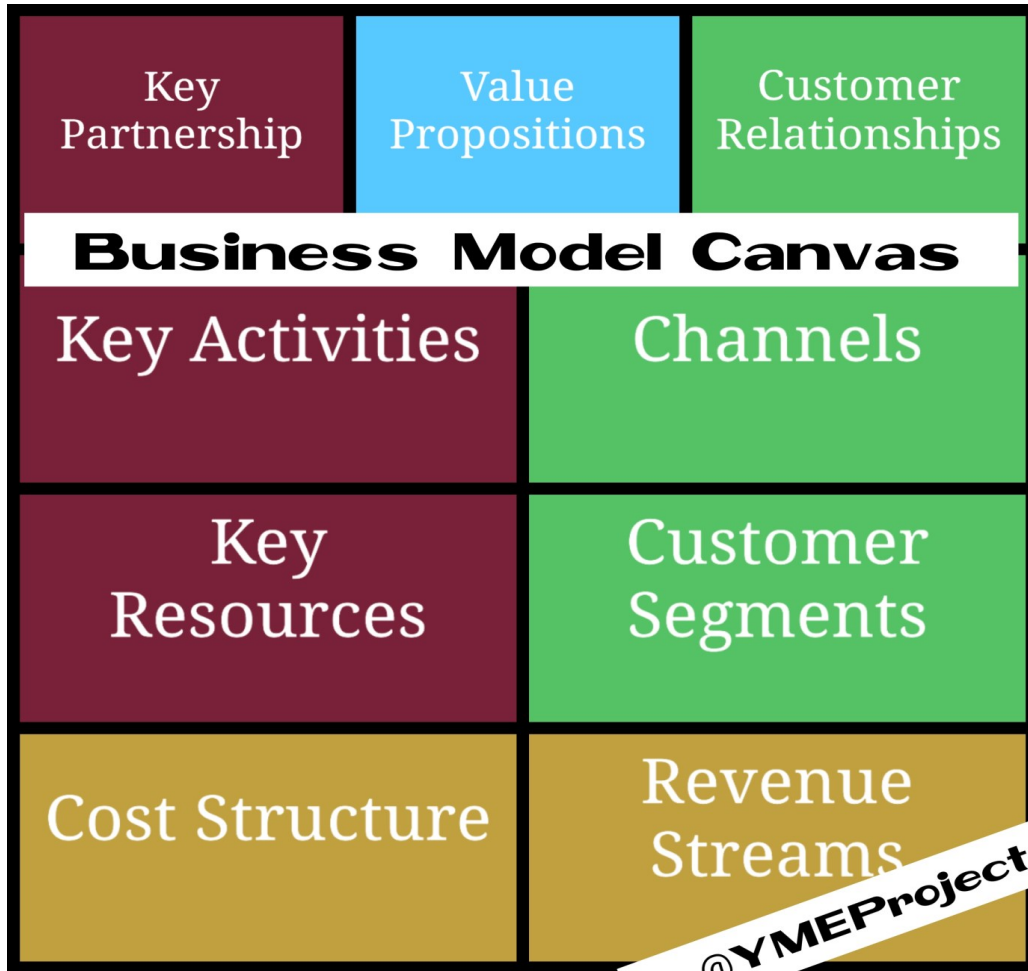 Key
Partnership
Value
Propositions
Customer
Relationships
Business Model Canvas
Key Activities
Channels
Key
Resources
Customer
Segments
Cost Structure
Revenue
Streams
@YMEProject